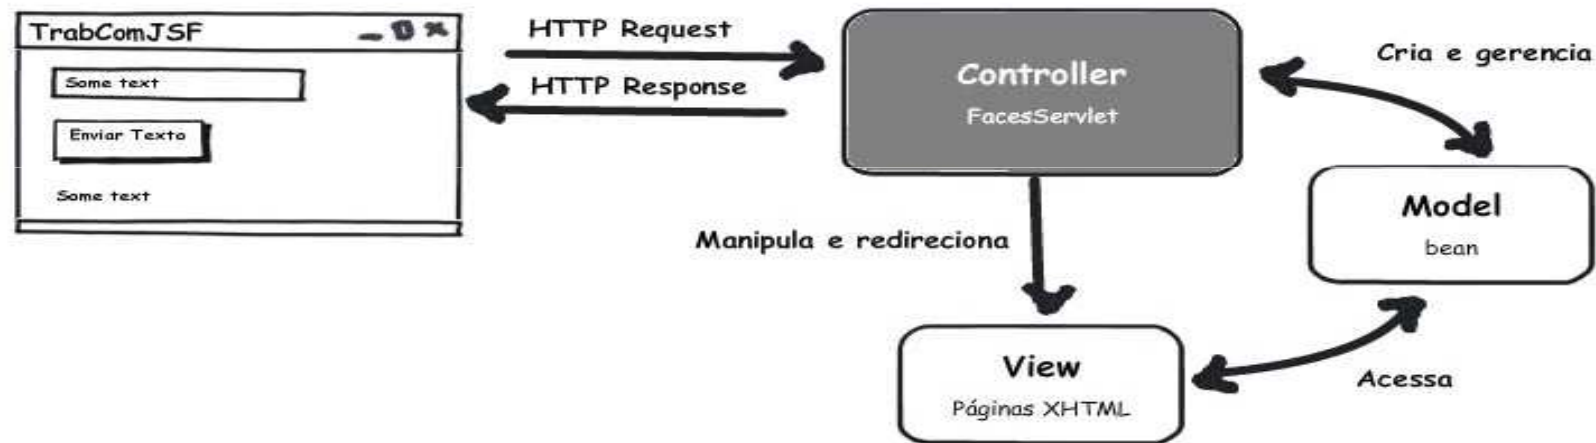 TrabComJSF
Some text
Enviar Texto
Some text
HTTP Request
HTTP Response
Controller
FacesServlet
Cria e gerencia
Model
bean
Manipula e redireciona
View
Páginas XHTML
Acessa